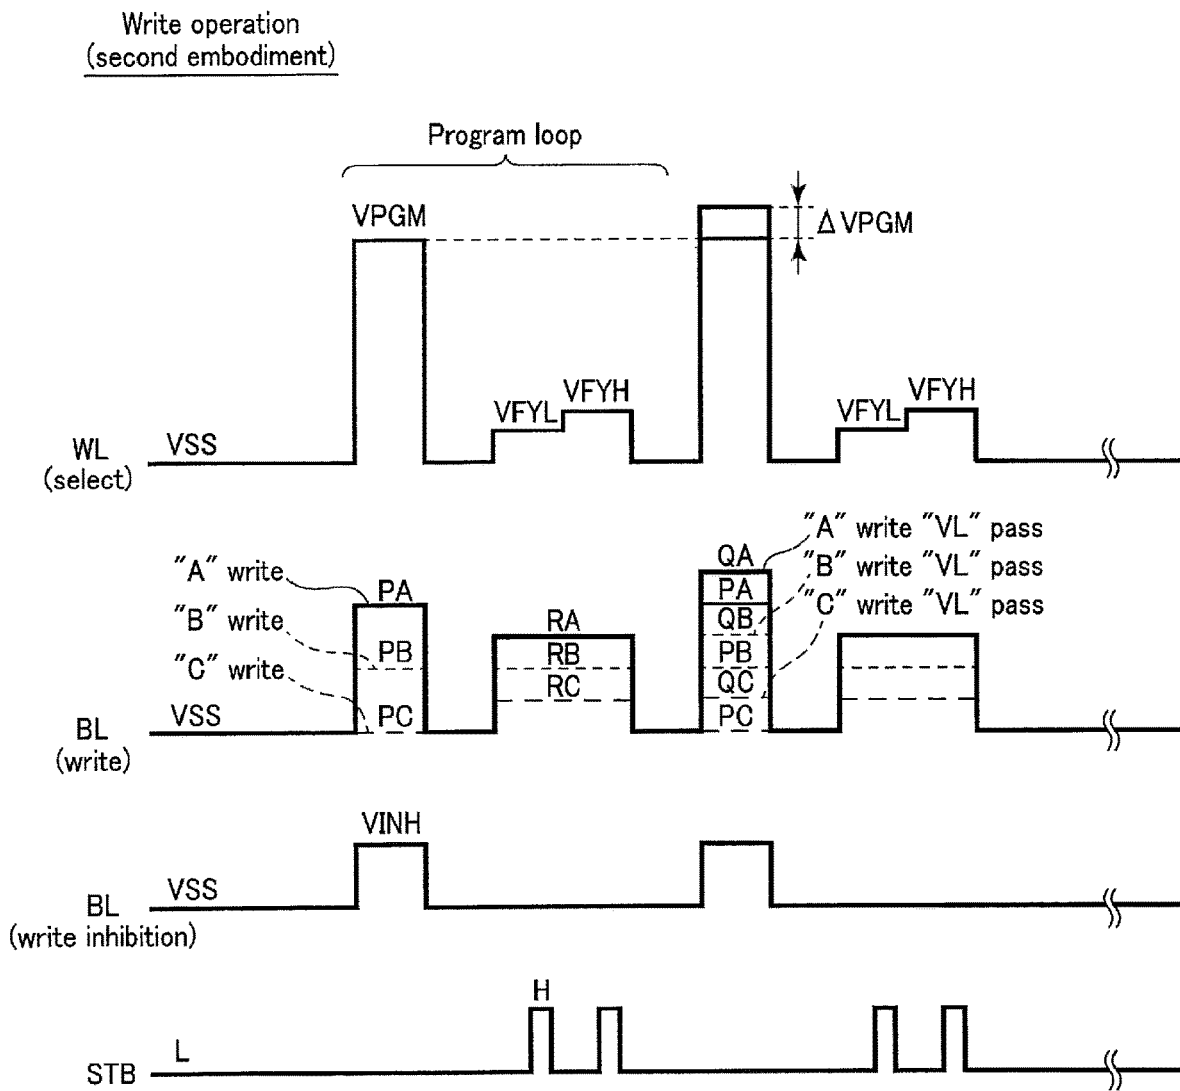 Write operation
(second embodiment)
Program loop
VPGM
Δ VPGM
VFYL
VFYH
VFYL
VFYH
WL
(select)
VSS
"A" write
"B" write
"C" write
PA
PB
PC
RA
RB
RC
QA
PA
QB
PB
QC
PC
"A" write "VL" pass
"B" write "VL" pass
"C" write "VL" pass
VSS
BL
(write)
VINH
VSS
BL
(write inhibition)
H
L
STB